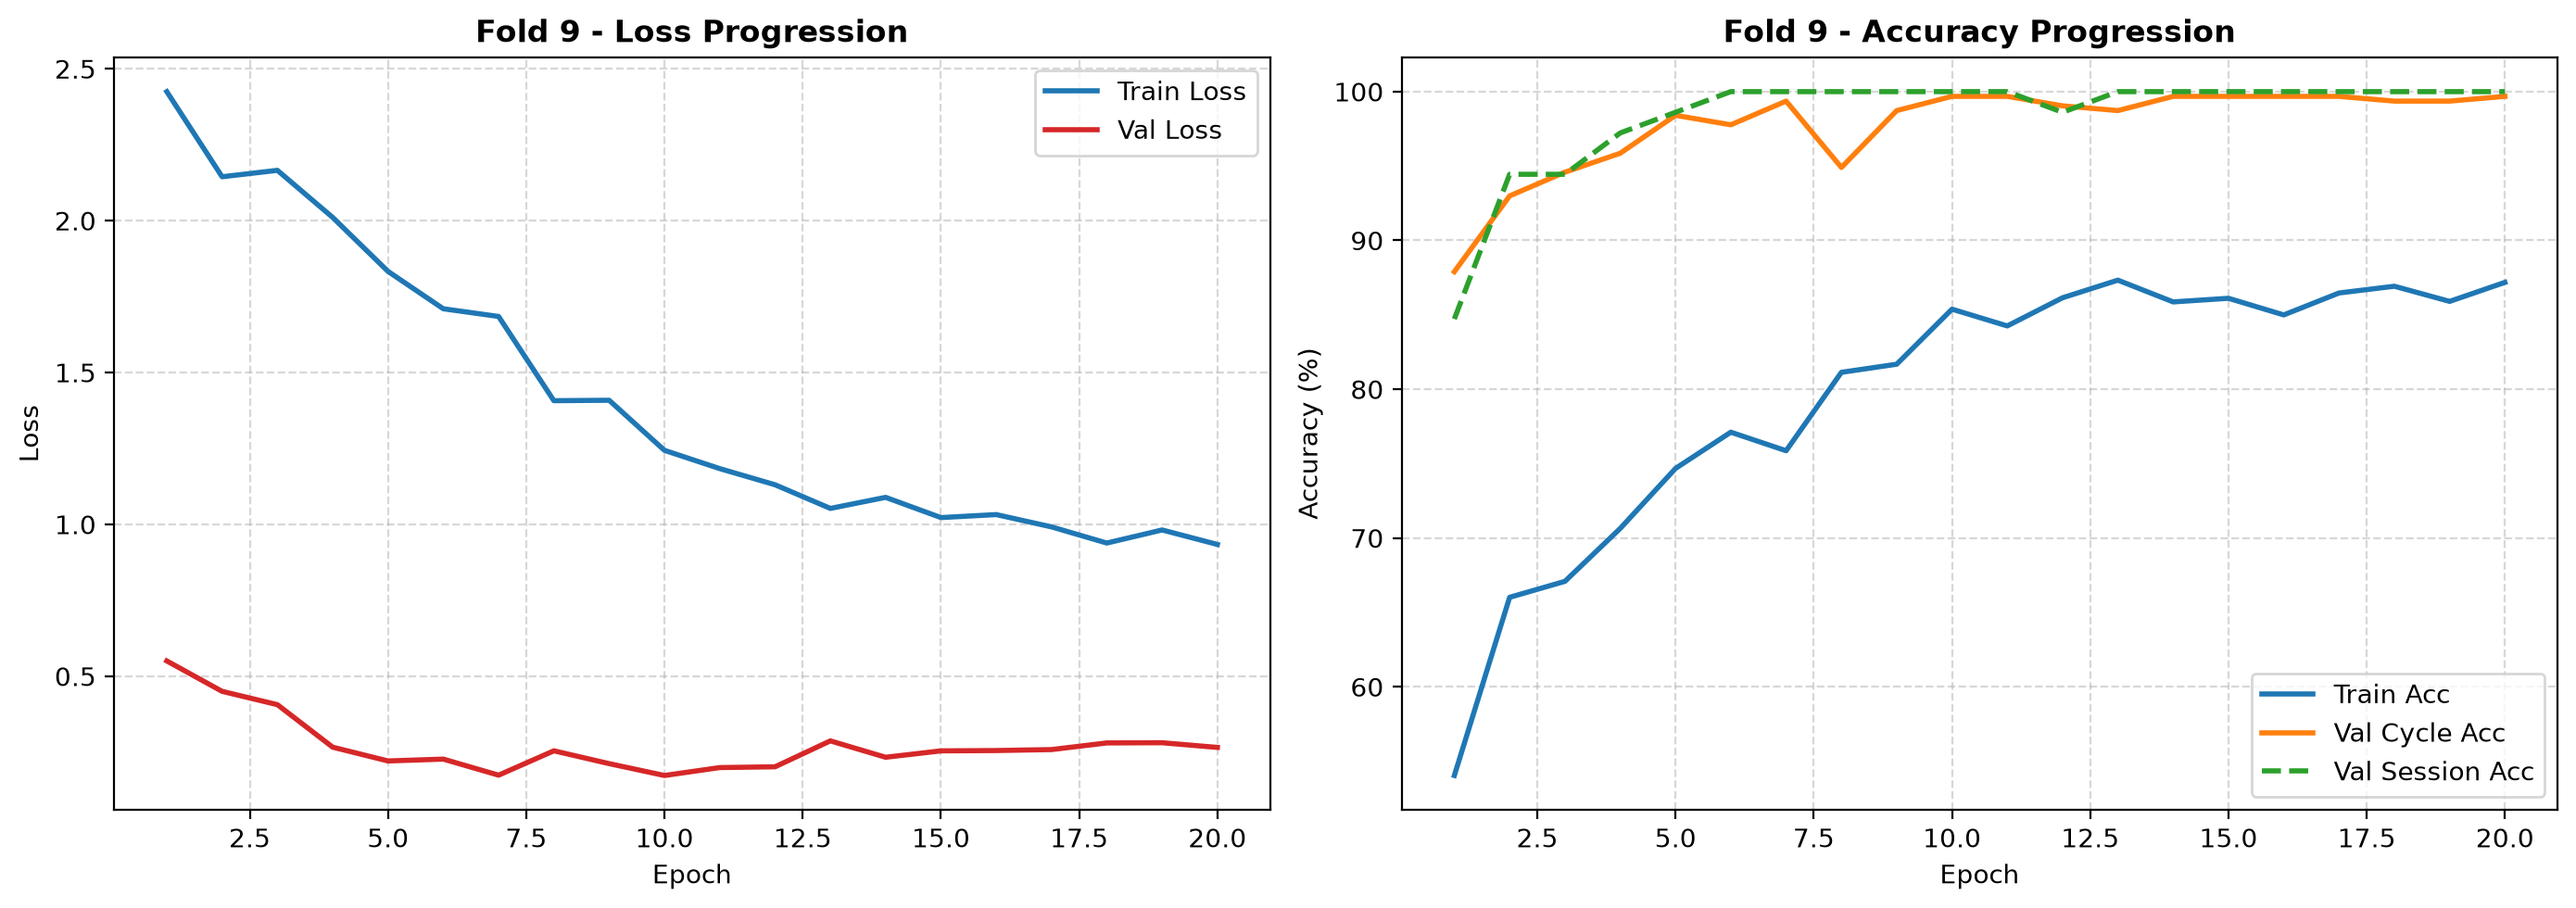 Fold 9 - Loss Progression
2.5
2.0
1.5
1.0
0.5
Loss
Train Loss
Val Loss
2.5 5.0 7.5 10.0 12.5 15.0 17.5 20.0
Epoch
Fold 9 - Accuracy Progression
100
90
80
70
60
Accuracy (%)
Train Acc
Val Cycle Acc
Val Session Acc
2.5 5.0 7.5 10.0 12.5 15.0 17.5 20.0
Epoch